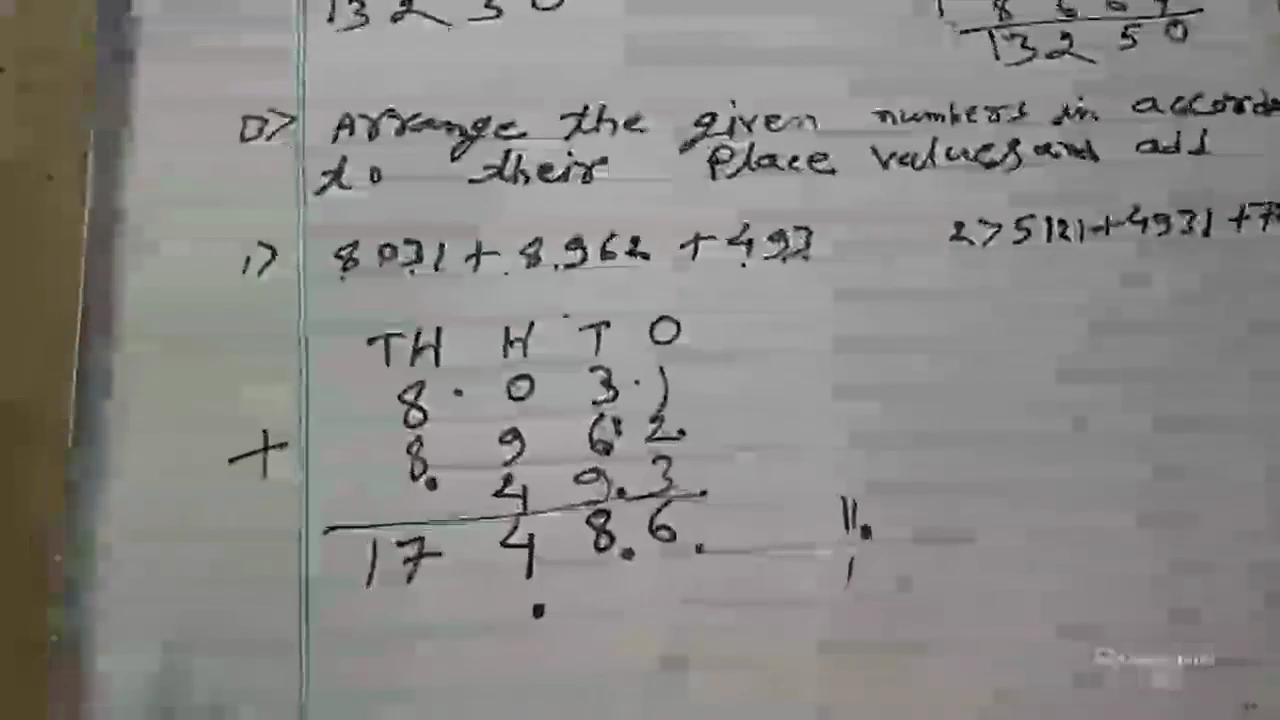 13250
13250
D> Arrange the given numbers in accord
to their place values and add
1> 8031 + 8962 + 493
2> 5121 + 4931 + 7
TH H T O
8 0 3 1
+ 8 9 6 2
4 9 3
17 4 8 6